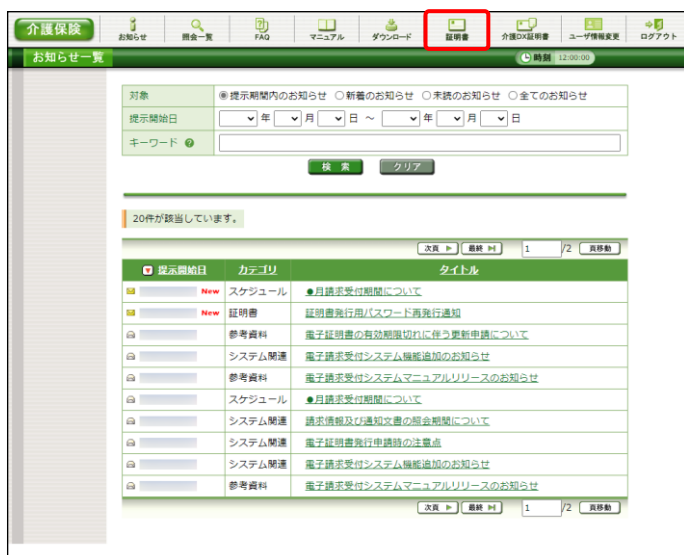 介護保険
お知らせ 照会一覧 FAQ マニュアル ダウンロード 証明書 介護DX証明書 ユーザ情報変更 ログアウト
お知らせ一覧 時刻 12:00:00
対象 提示期間内のお知らせ 新着のお知らせ 未読のお知らせ 全てのお知らせ
提示開始日 年 月 日 ～ 年 月 日
キーワード ?
検 索 クリア
20件が該当しています。
次頁 最終 1 /2 頁移動
提示開始日 カテゴリ タイトル
New スケジュール ●月請求受付期間について
New 証明書 証明書発行用パスワード再発行通知
参考資料 電子証明書の有効期限切れに伴う更新申請について
システム関連 電子請求受付システム機能追加のお知らせ
参考資料 電子請求受付システムマニュアルリリースのお知らせ
スケジュール ●月請求受付期間について
システム関連 請求情報及び通知文書の照会期間について
システム関連 電子証明書発行申請時の注意点
システム関連 電子請求受付システム機能追加のお知らせ
参考資料 電子請求受付システムマニュアルリリースのお知らせ
次頁 最終 1 /2 頁移動